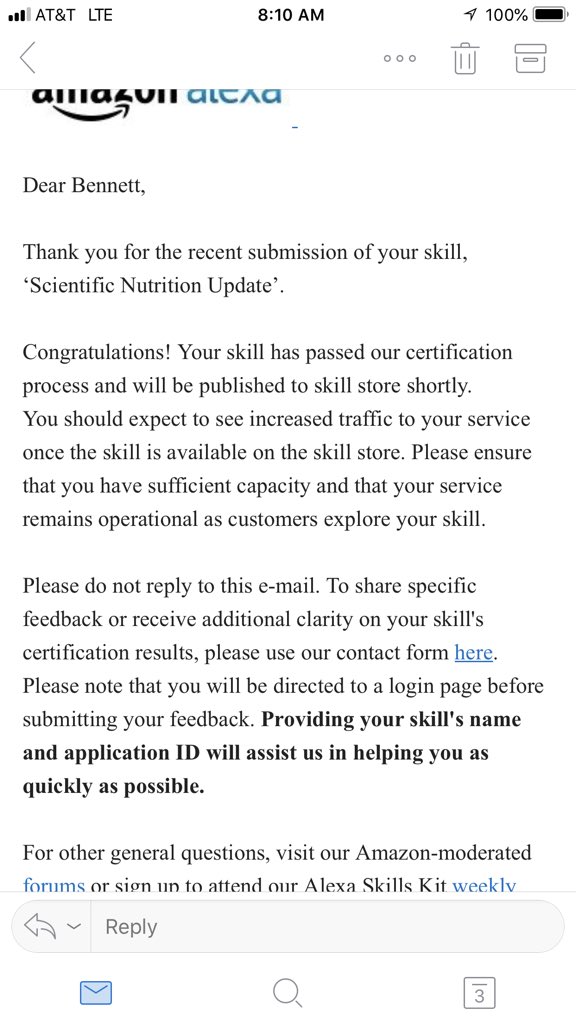 AT&T LTE
8:10 AM
100%
amazon alexa
Dear Bennett,
Thank you for the recent submission of your skill,
‘Scientific Nutrition Update’.
Congratulations! Your skill has passed our certification
process and will be published to skill store shortly.
You should expect to see increased traffic to your service
once the skill is available on the skill store. Please ensure
that you have sufficient capacity and that your service
remains operational as customers explore your skill.
Please do not reply to this e-mail. To share specific
feedback or receive additional clarity on your skill's
certification results, please use our contact form here.
Please note that you will be directed to a login page before
submitting your feedback. Providing your skill's name
and application ID will assist us in helping you as
quickly as possible.
For other general questions, visit our Amazon-moderated
forums or sign up to attend our Alexa Skills Kit weekly
Reply
3